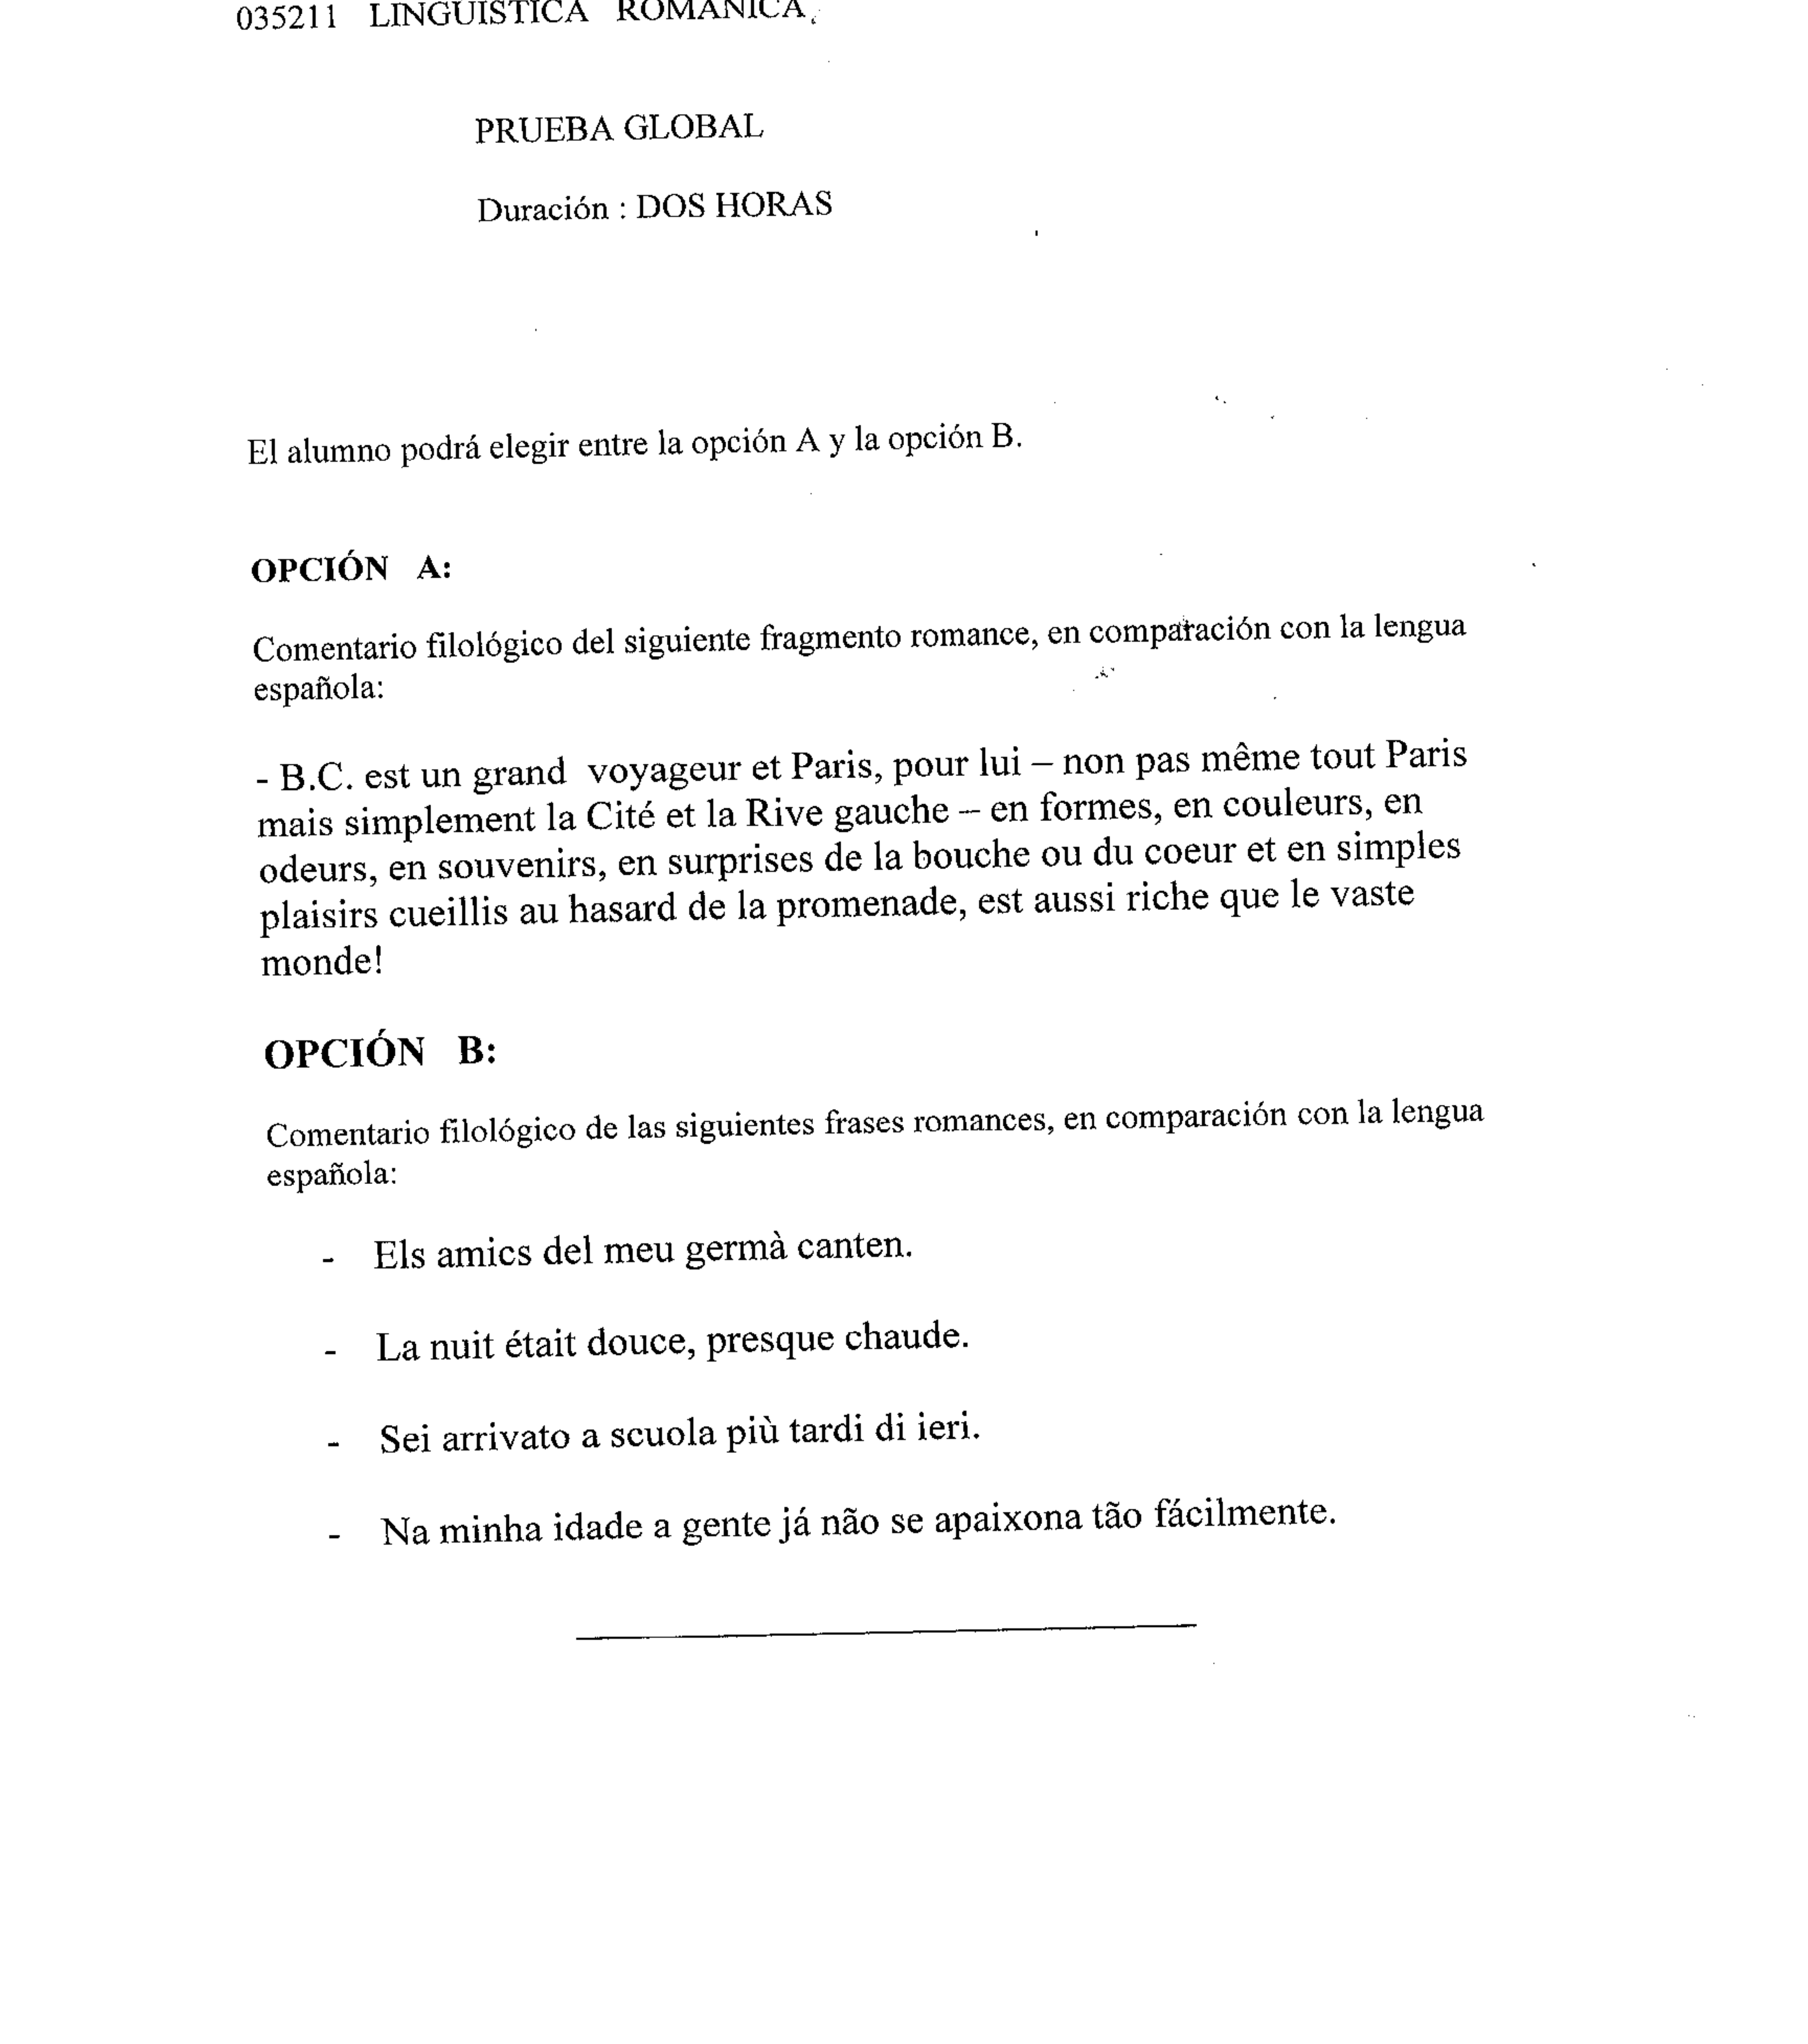 035211 LINGUISTICA ROMANICA
PRUEBA GLOBAL
Duración : DOS HORAS
El alumno podrá elegir entre la opción A y la opción B.
OPCIÓN A:
Comentario filológico del siguiente fragmento romance, en comparación con la lengua
española:
- B.C. est un grand voyageur et Paris, pour lui – non pas même tout Paris
mais simplement la Cité et la Rive gauche – en formes, en couleurs, en
odeurs, en souvenirs, en surprises de la bouche ou du coeur et en simples
plaisirs cueillis au hasard de la promenade, est aussi riche que le vaste
monde!
OPCIÓN B:
Comentario filológico de las siguientes frases romances, en comparación con la lengua
española:
- Els amics del meu germà canten.
- La nuit était douce, presque chaude.
- Sei arrivato a scuola più tardi di ieri.
- Na minha idade a gente já não se apaixona tão fácilmente.